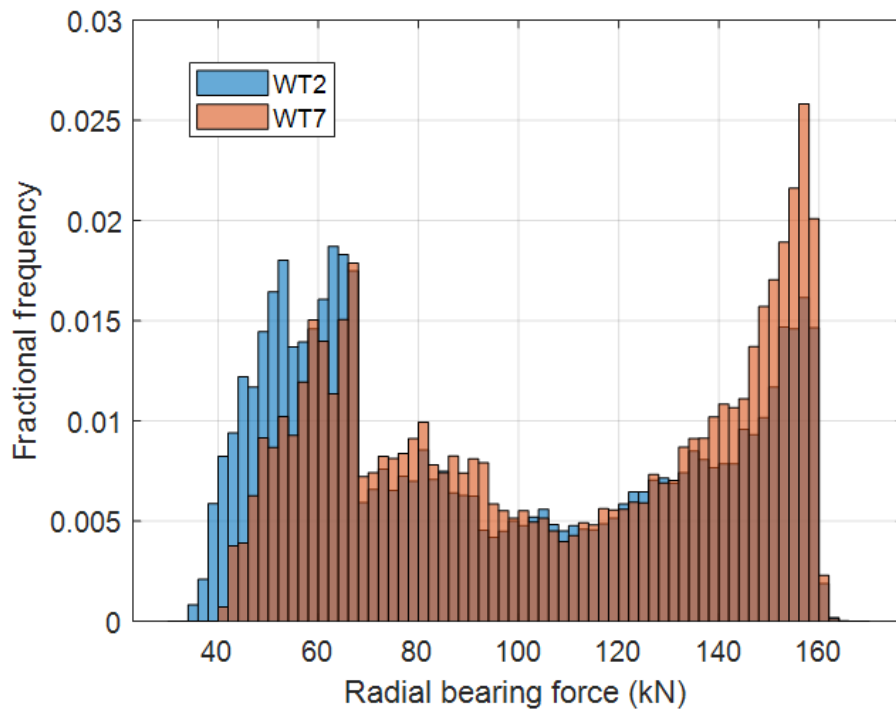 0.03
0.025
0.02
0.015
0.01
0.005
0
Fractional frequency
WT2
WT7
40 60 80 100 120 140 160
Radial bearing force (kN)